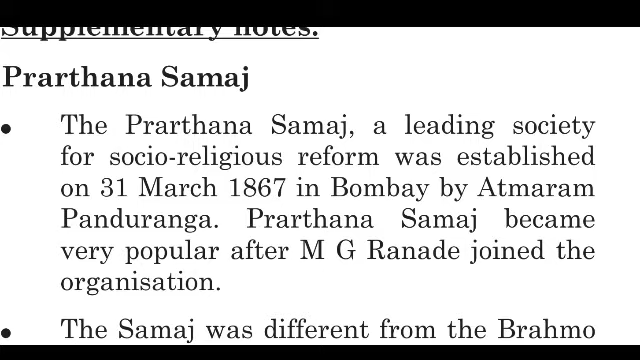 Supplementary notes:
Prarthana Samaj
• The Prarthana Samaj, a leading society
for socio-religious reform was established
on 31 March 1867 in Bombay by Atmaram
Panduranga. Prarthana Samaj became
very popular after M G Ranade joined the
organisation.
• The Samaj was different from the Brahmo